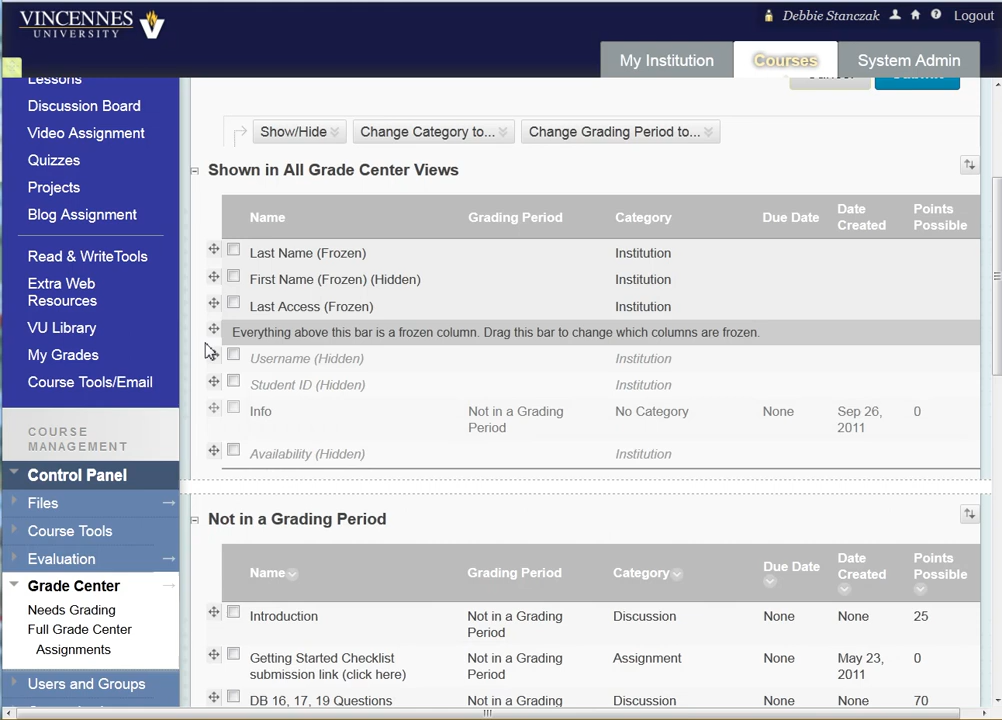 VINCENNES
UNIVERSITY
Debbie Stanczak
Logout
My Institution
Courses
System Admin
Lessons
Discussion Board
Video Assignment
Quizzes
Projects
Blog Assignment
Read & WriteTools
Extra Web
Resources
VU Library
My Grades
Course Tools/Email
COURSE
MANAGEMENT
Control Panel
Files
Course Tools
Evaluation
Grade Center
Needs Grading
Full Grade Center
Assignments
Users and Groups
Cancel
Submit
Show/Hide
Change Category to...
Change Grading Period to...
Shown in All Grade Center Views
Name Grading Period Category Due Date Date Created Points Possible
Last Name (Frozen) Institution
First Name (Frozen) (Hidden) Institution
Last Access (Frozen) Institution
Everything above this bar is a frozen column. Drag this bar to change which columns are frozen.
Username (Hidden) Institution
Student ID (Hidden) Institution
Info Not in a Grading Period No Category None Sep 26, 2011 0
Availability (Hidden) Institution
Not in a Grading Period
Name Grading Period Category Due Date Date Created Points Possible
Introduction Not in a Grading Period Discussion None None 25
Getting Started Checklist submission link (click here) Not in a Grading Period Assignment None May 23, 2011 0
DB 16, 17, 19 Questions Not in a Grading Discussion None None 70